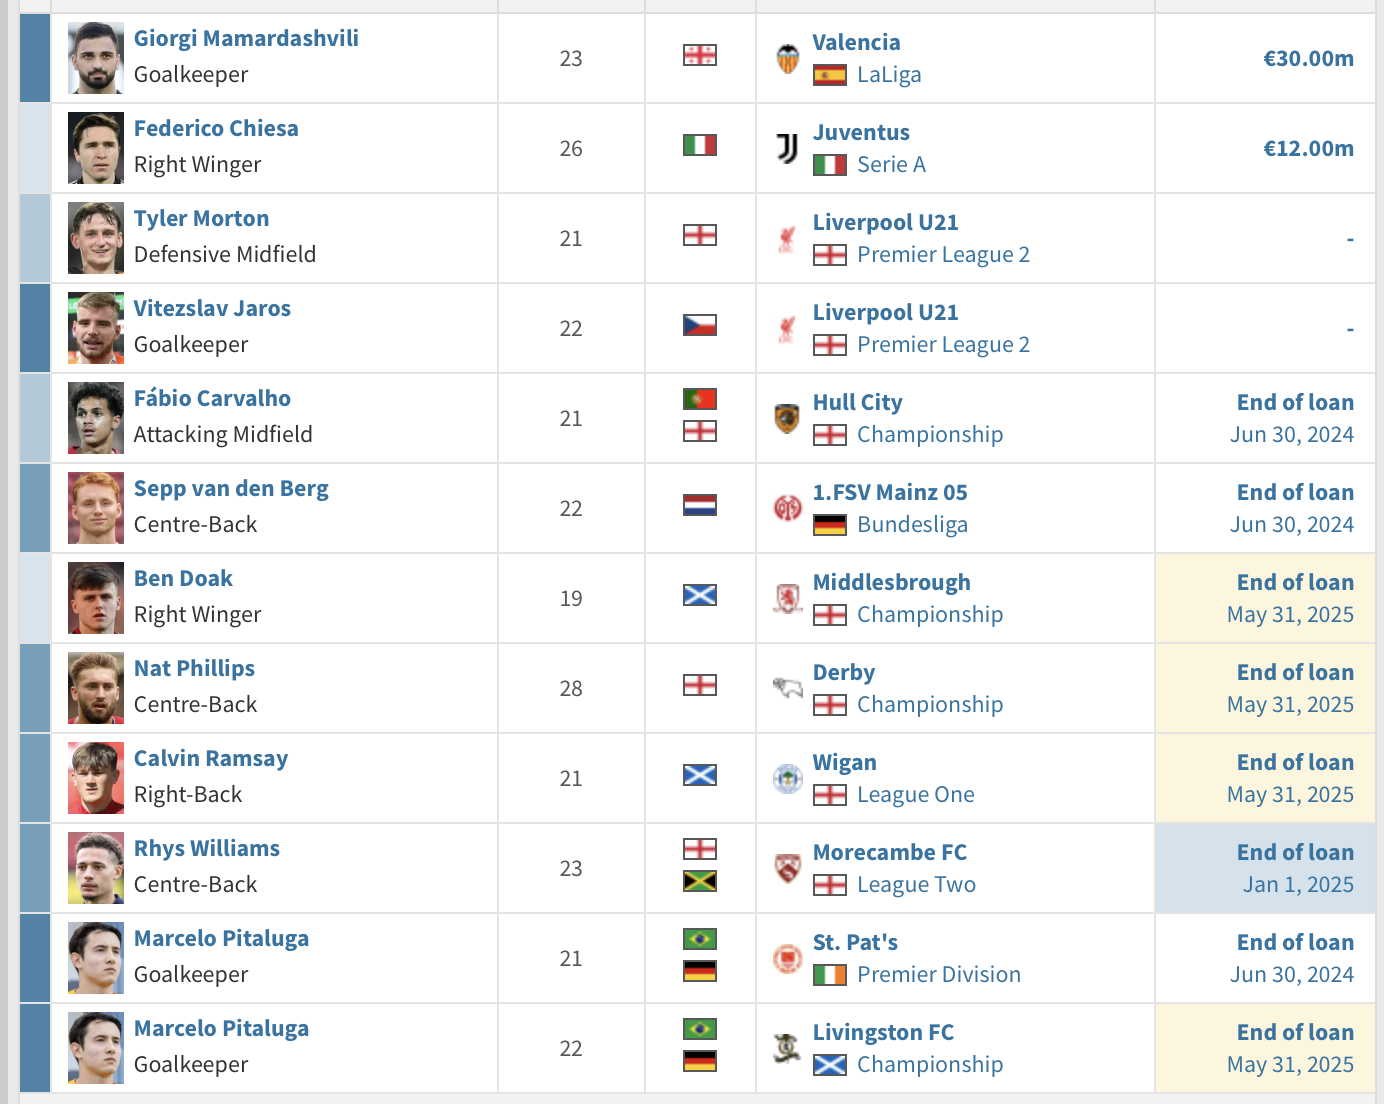 Giorgi Mamardashvili
Goalkeeper
23
Valencia
LaLiga
€30.00m
Federico Chiesa
Right Winger
26
Juventus
Serie A
€12.00m
Tyler Morton
Defensive Midfield
21
Liverpool U21
Premier League 2
-
Vitezslav Jaros
Goalkeeper
22
Liverpool U21
Premier League 2
-
Fábio Carvalho
Attacking Midfield
21
Hull City
Championship
End of loan
Jun 30, 2024
Sepp van den Berg
Centre-Back
22
1.FSV Mainz 05
Bundesliga
End of loan
Jun 30, 2024
Ben Doak
Right Winger
19
Middlesbrough
Championship
End of loan
May 31, 2025
Nat Phillips
Centre-Back
28
Derby
Championship
End of loan
May 31, 2025
Calvin Ramsay
Right-Back
21
Wigan
League One
End of loan
May 31, 2025
Rhys Williams
Centre-Back
23
Morecambe FC
League Two
End of loan
Jan 1, 2025
Marcelo Pitaluga
Goalkeeper
21
St. Pat's
Premier Division
End of loan
Jun 30, 2024
Marcelo Pitaluga
Goalkeeper
22
Livingston FC
Championship
End of loan
May 31, 2025